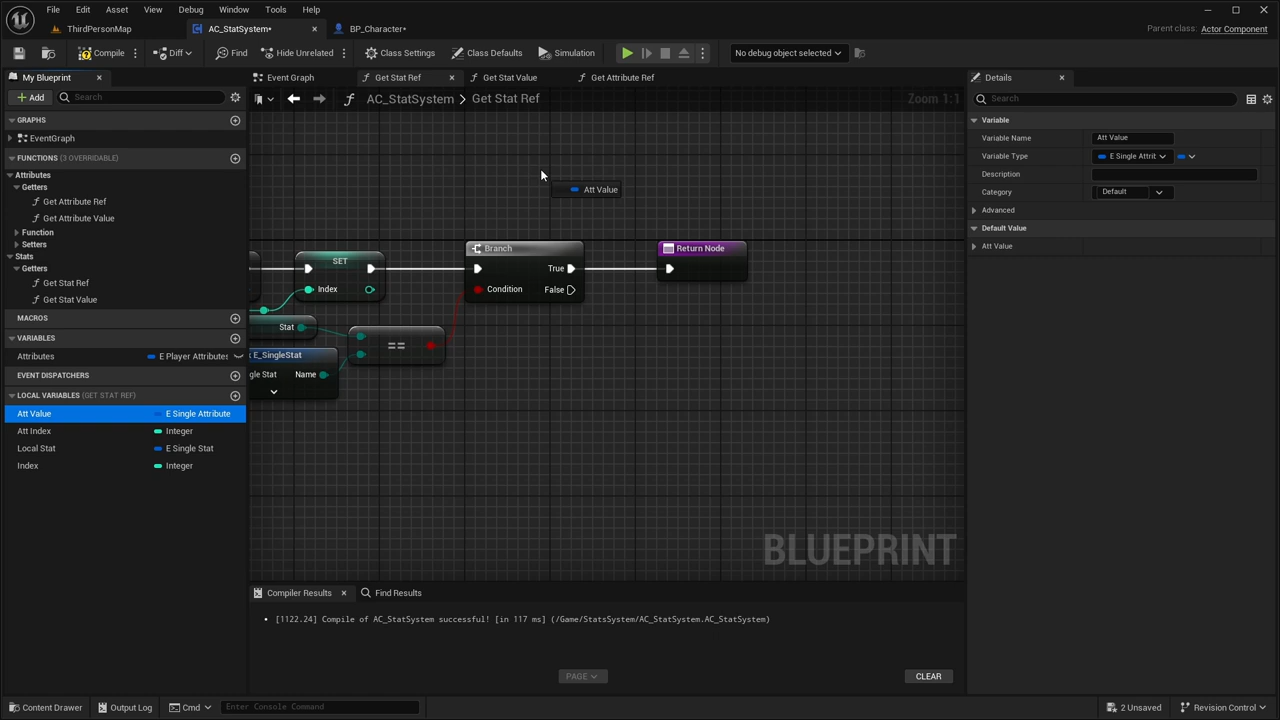 File Edit Asset View Debug Window Tools Help
ThirdPersonMap AC_StatSystem* BP_Character* Parent class: Actor Component
Compile Diff Find Hide Unrelated Class Settings Class Defaults Simulation No debug object selected
My Blueprint Event Graph Get Stat Ref Get Stat Value Get Attribute Ref Details
Add Search AC_StatSystem > Get Stat Ref Zoom 1:1 Search
GRAPHS
EventGraph
FUNCTIONS (3 OVERRIDABLE)
Attributes
Getters
Get Attribute Ref
Get Attribute Value
Function
Setters
Stats
Getters
Get Stat Ref
Get Stat Value
MACROS
VARIABLES
Attributes E Player Attributes
EVENT DISPATCHERS
LOCAL VARIABLES (GET STAT REF)
Att Value E Single Attribute
Att Index Integer
Local Stat E Single Stat
Index Integer
Att Value
SET
Index
Stat
E_SingleStat
gle Stat Name
==
Branch
True
Condition False
Return Node
BLUEPRINT
Variable
Variable Name Att Value
Variable Type E Single Attrit
Description
Category Default
Advanced
Default Value
Att Value
Compiler Results Find Results
[1122.24] Compile of AC_StatSystem successful! [in 117 ms] (/Game/StatsSystem/AC_StatSystem.AC_StatSystem)
PAGE CLEAR
Content Drawer Output Log Cmd Enter Console Command 2 Unsaved Revision Control